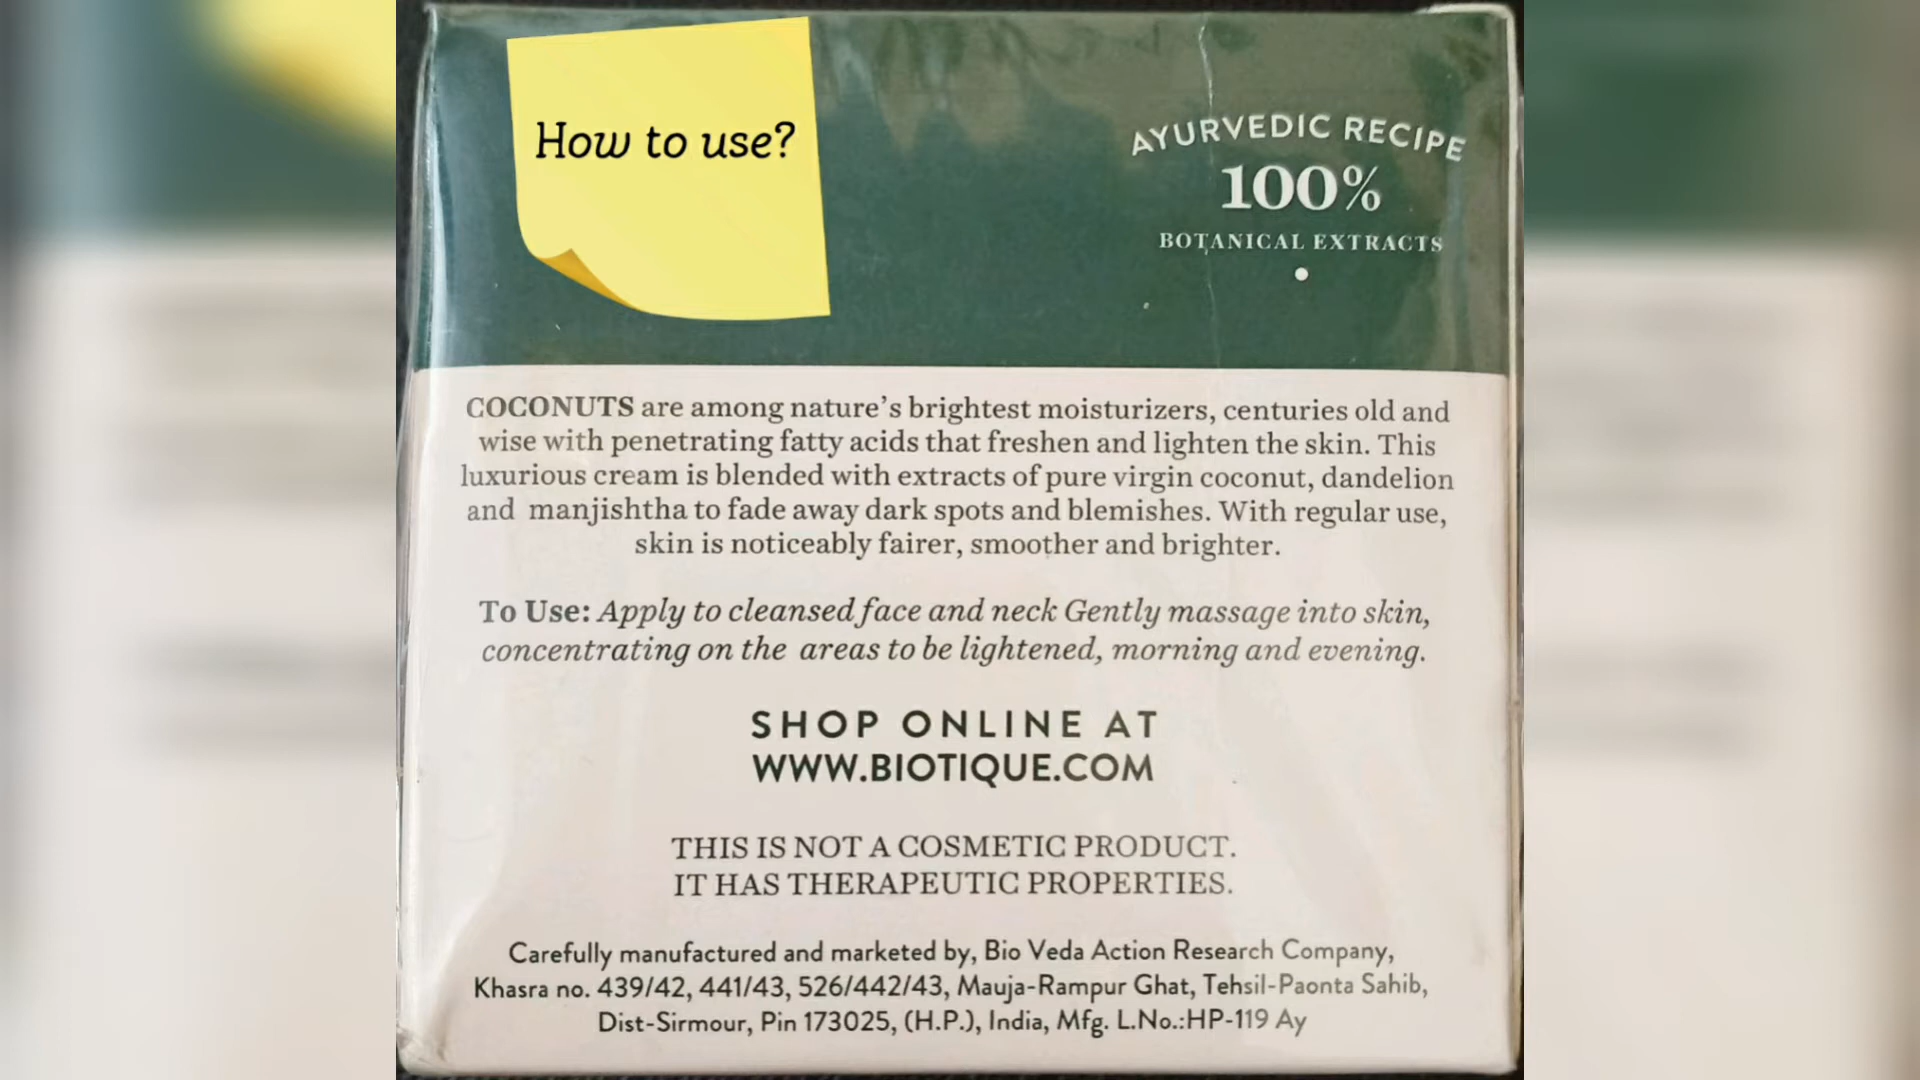 How to use?
AYURVEDIC RECIPE
100%
BOTANICAL EXTRACTS
COCONUTS are among nature's brightest moisturizers, centuries old and
wise with penetrating fatty acids that freshen and lighten the skin. This
luxurious cream is blended with extracts of pure virgin coconut, dandelion
and manjishtha to fade away dark spots and blemishes. With regular use,
skin is noticeably fairer, smoother and brighter.
To Use: Apply to cleansed face and neck Gently massage into skin,
concentrating on the areas to be lightened, morning and evening.
SHOP ONLINE AT
WWW.BIOTIQUE.COM
THIS IS NOT A COSMETIC PRODUCT.
IT HAS THERAPEUTIC PROPERTIES.
Carefully manufactured and marketed by, Bio Veda Action Research Company,
Khasra no. 439/42, 441/43, 526/442/43, Mauja-Rampur Ghat, Tehsil-Paonta Sahib,
Dist-Sirmour, Pin 173025, (H.P.), India, Mfg. L.No.:HP-119 Ay